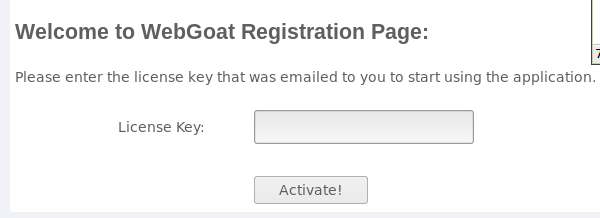 Welcome to WebGoat Registration Page:
Please enter the license key that was emailed to you to start using the application.
License Key:
Activate!